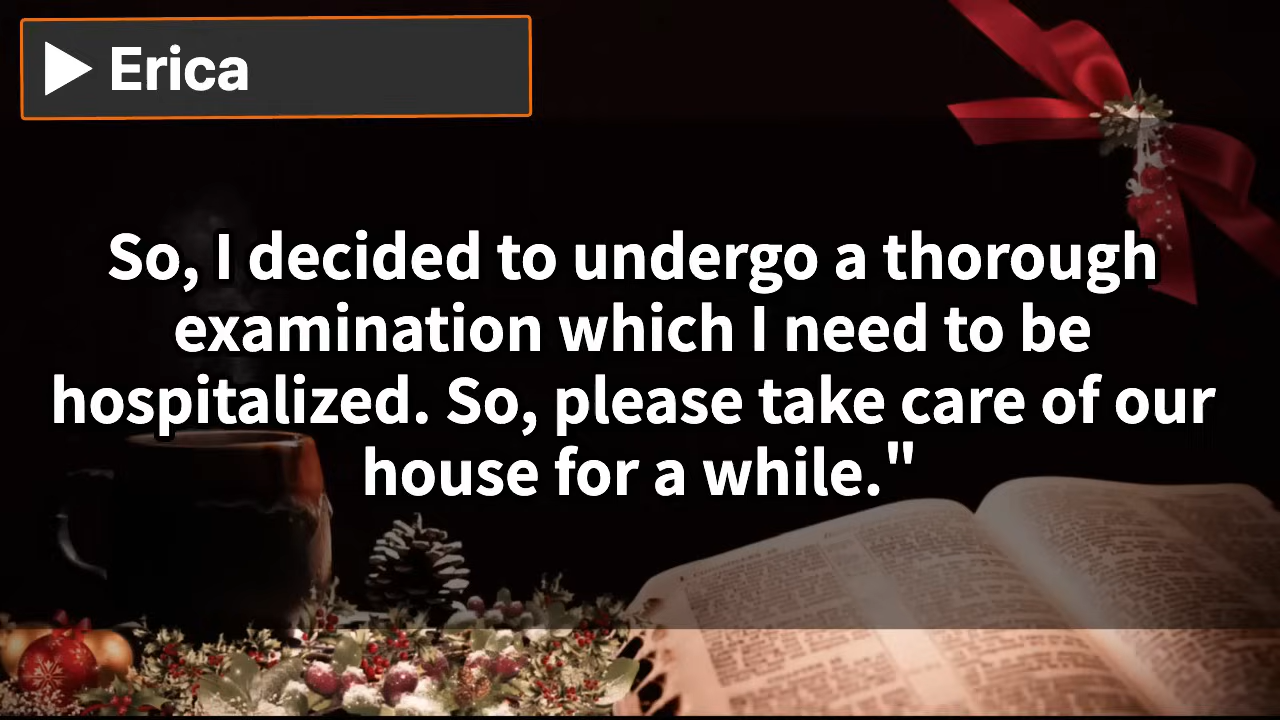 ▶ Erica
So, I decided to undergo a thorough
examination which I need to be
hospitalized. So, please take care of our
house for a while."